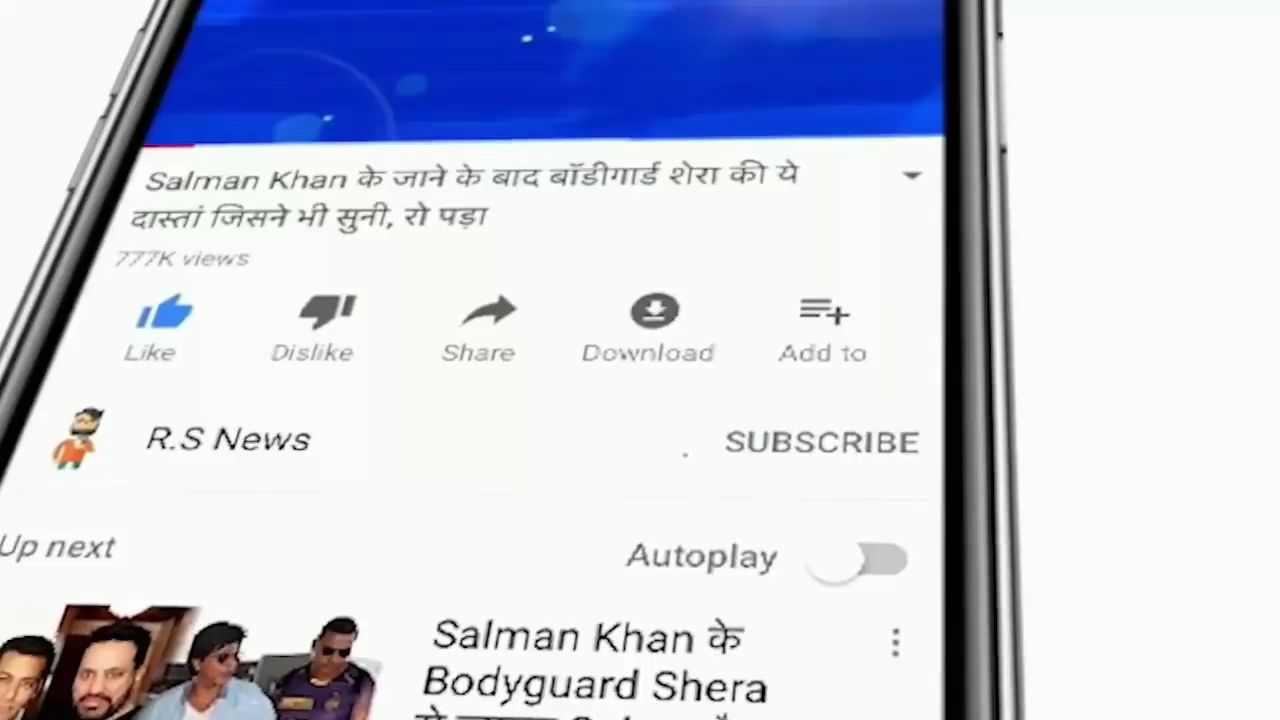 Salman Khan के जाने के बाद बॉडीगार्ड शेरा की ये
दास्तां जिसने भी सुनी, रो पड़ा
777K views
Like
Dislike
Share
Download
Add to
R.S News
SUBSCRIBE
Up next
Autoplay
Salman Khan के
Bodyguard Shera